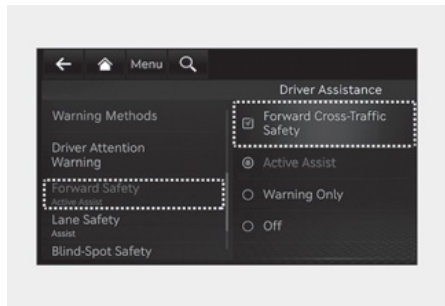 Menu
Driver Assistance
Warning Methods
Driver Attention
Warning
Forward Safety
Active Assist
Lane Safety
Assist
Blind-Spot Safety
Forward Cross-Traffic
Safety
Active Assist
Warning Only
Off